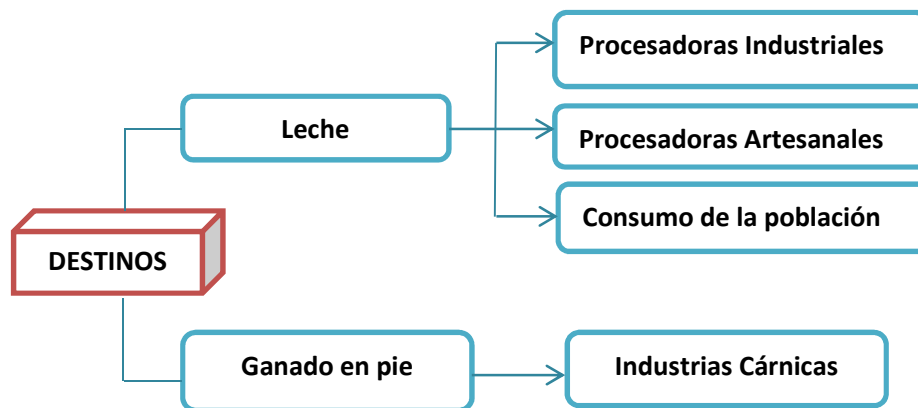 Procesadoras Industriales
Leche
Procesadoras Artesanales
Consumo de la población
DESTINOS
Ganado en pie
Industrias Cárnicas